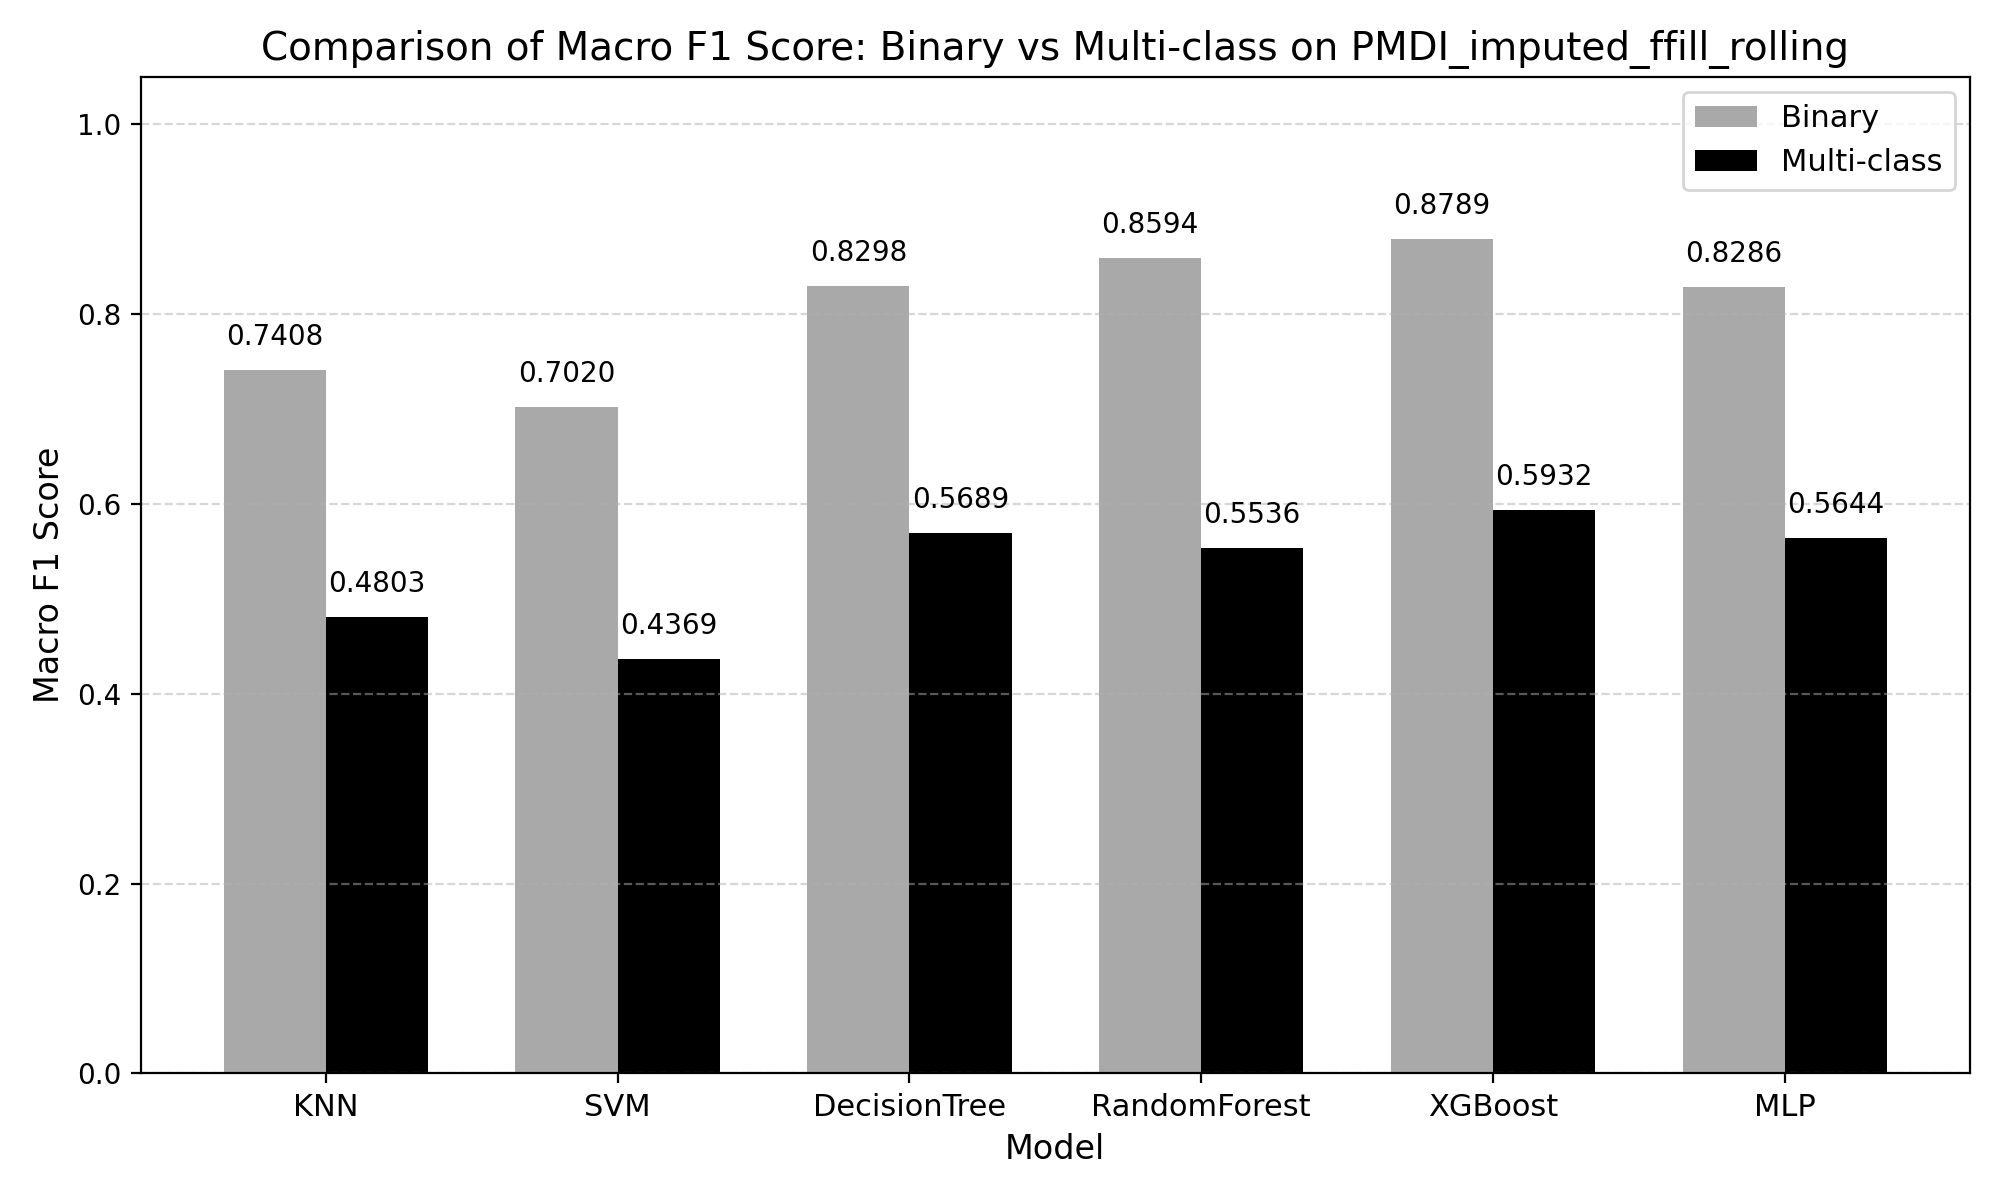 Comparison of Macro F1 Score: Binary vs Multi-class on PMDI_imputed_ffill_rolling
Binary
Multi-class
Macro F1 Score
1.0
0.8
0.6
0.4
0.2
0.0
0.7408
0.4803
0.7020
0.4369
0.8298
0.5689
0.8594
0.5536
0.8789
0.5932
0.8286
0.5644
KNN
SVM
DecisionTree
RandomForest
XGBoost
MLP
Model